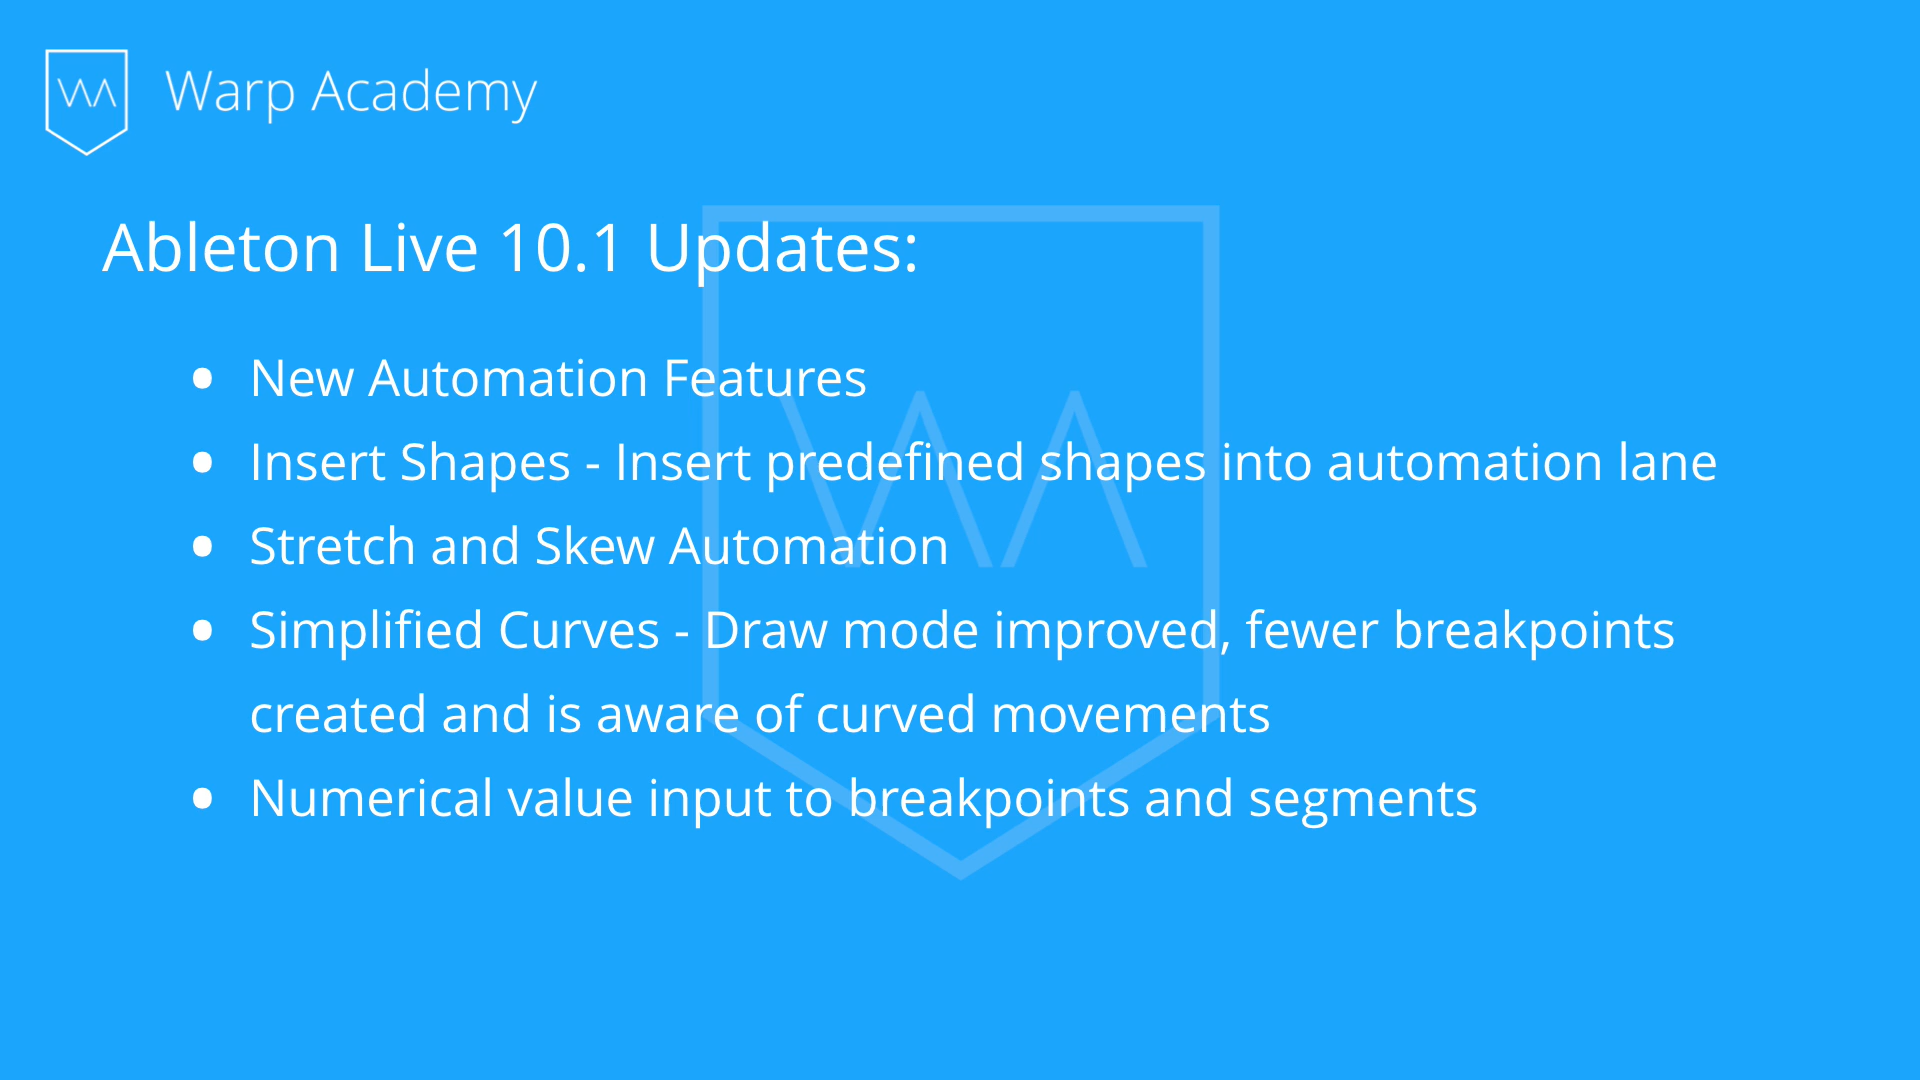 Warp Academy
Ableton Live 10.1 Updates:
• New Automation Features
• Insert Shapes - Insert predefined shapes into automation lane
• Stretch and Skew Automation
• Simplified Curves - Draw mode improved, fewer breakpoints
created and is aware of curved movements
• Numerical value input to breakpoints and segments